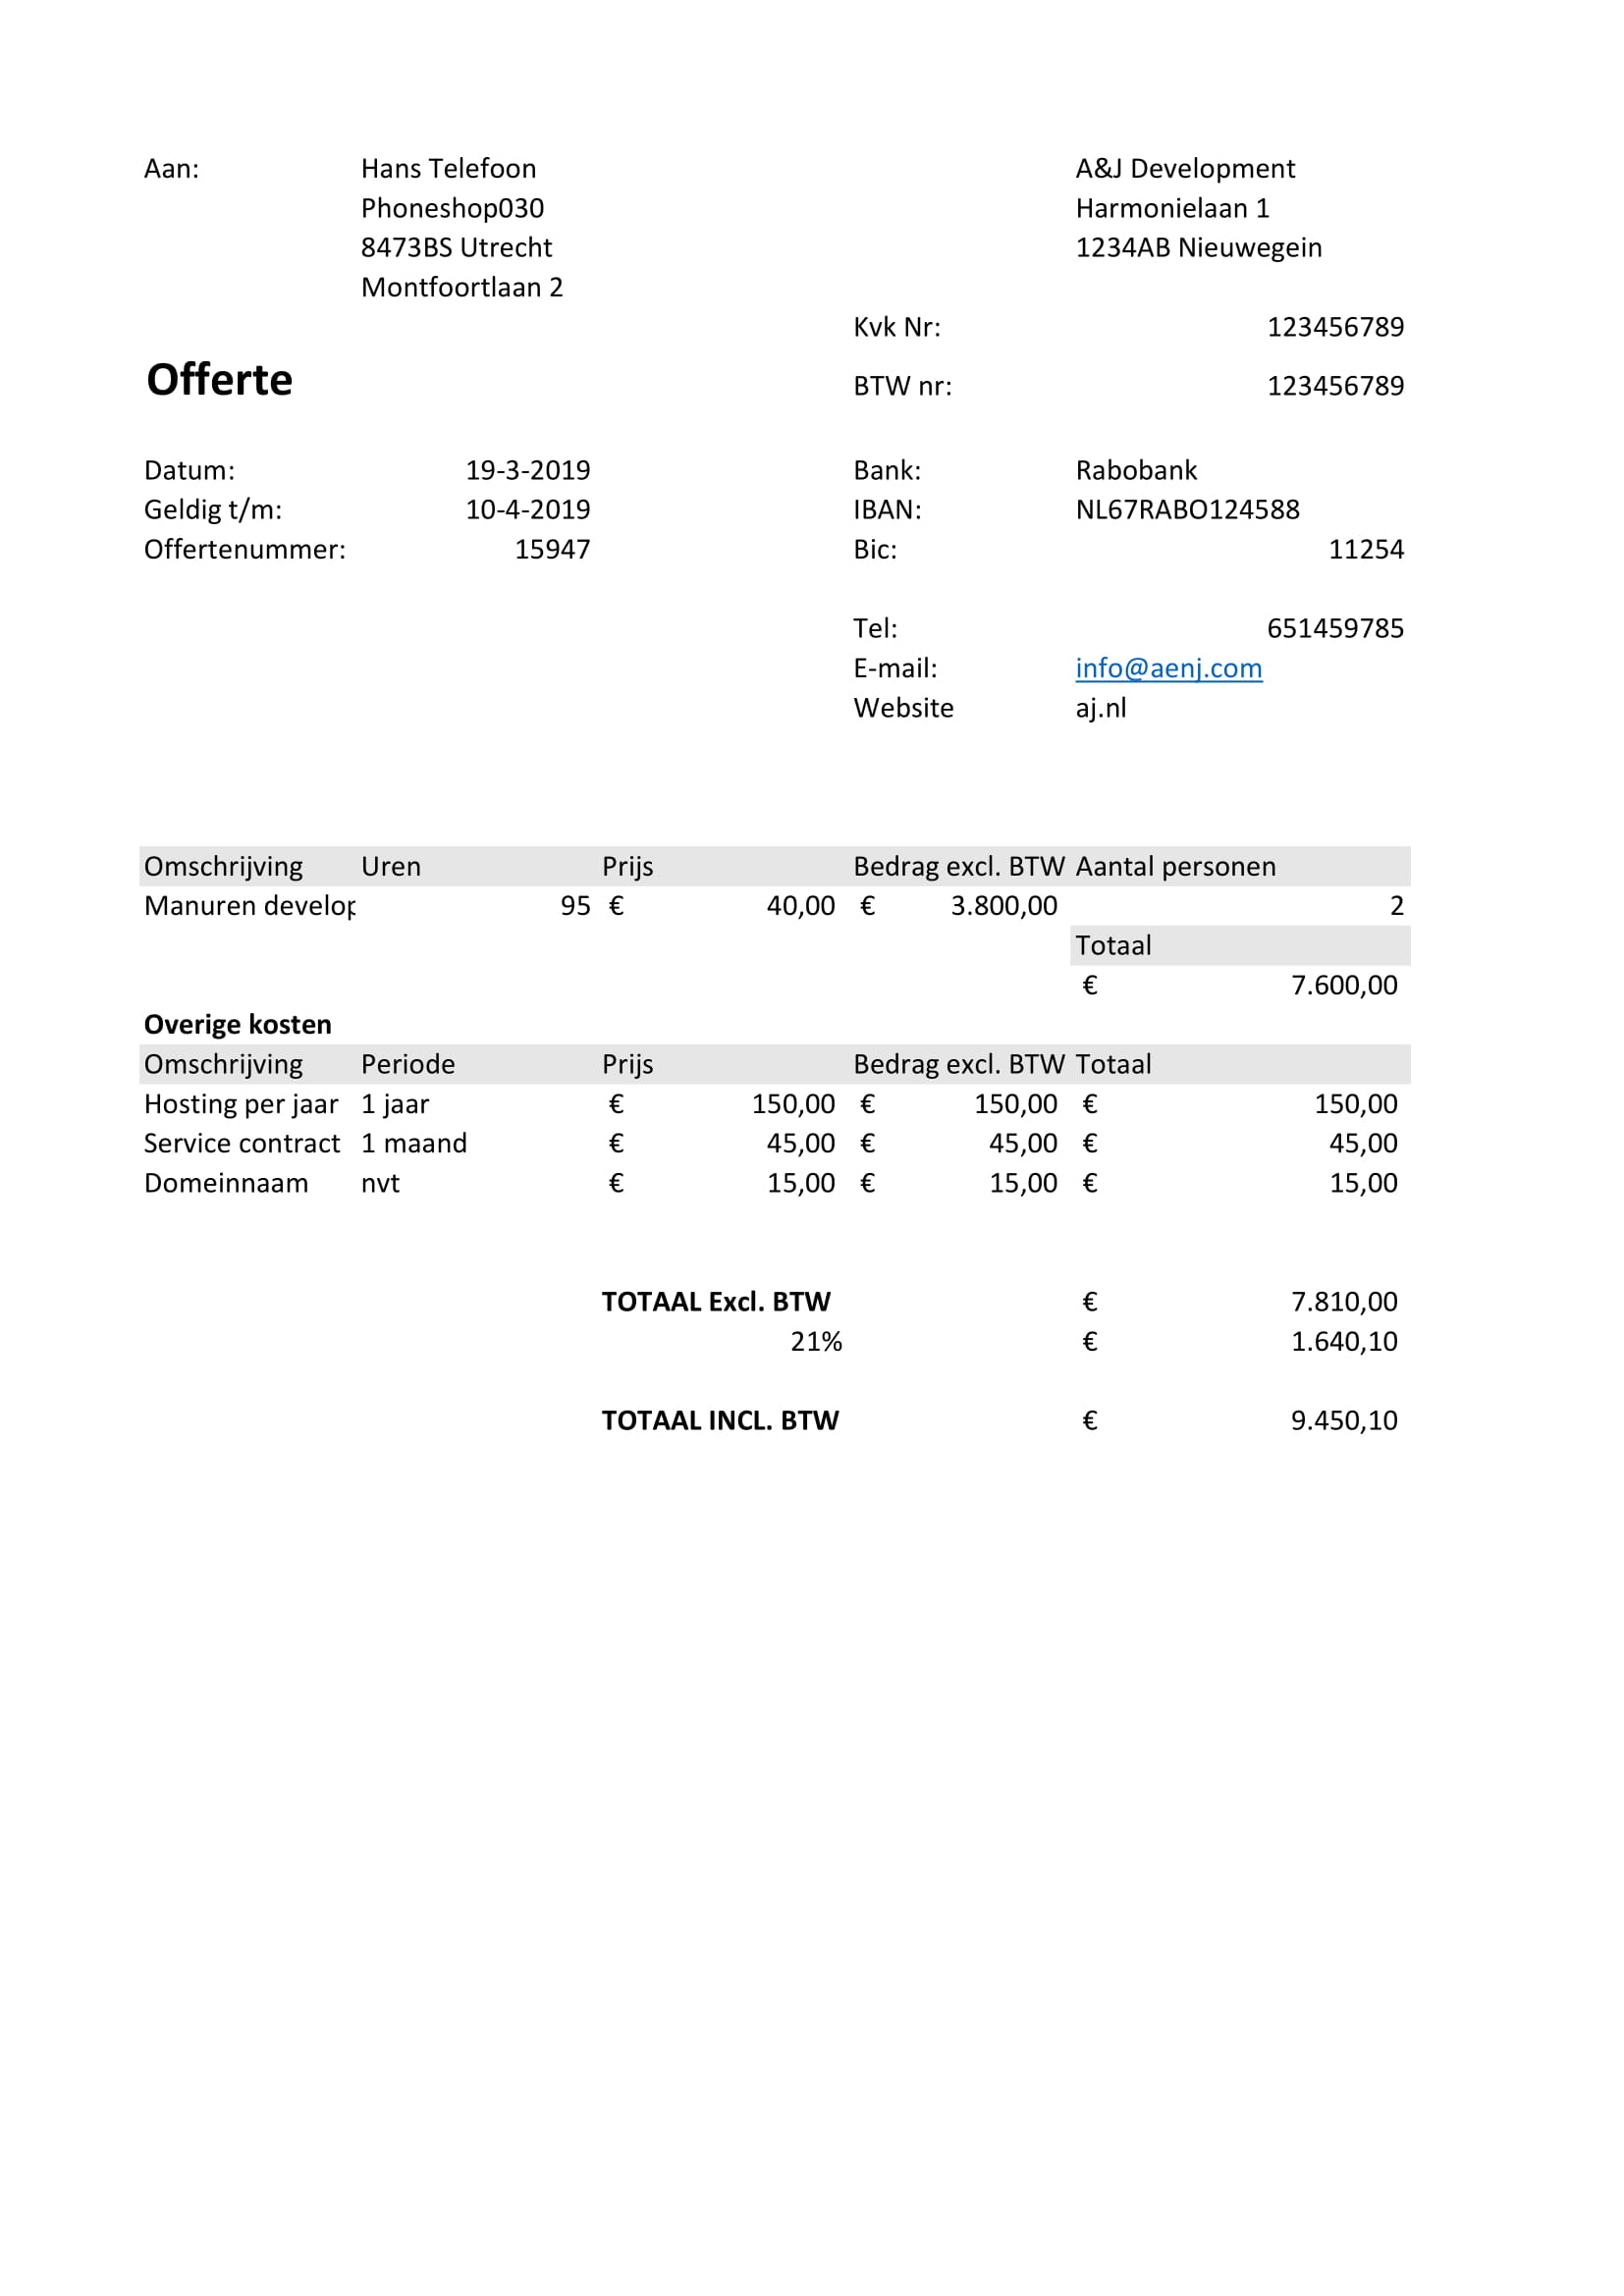 Aan: Hans Telefoon A&J Development
Phoneshop030 Harmonielaan 1
8473BS Utrecht 1234AB Nieuwegein
Montfoortlaan 2
Kvk Nr: 123456789
Offerte BTW nr: 123456789
Datum: 19-3-2019 Bank: Rabobank
Geldig t/m: 10-4-2019 IBAN: NL67RABO124588
Offertenummer: 15947 Bic: 11254
Tel: 651459785
E-mail: info@aenj.com
Website aj.nl
Omschrijving Uren Prijs Bedrag excl. BTW Aantal personen
Manuren develop 95 € 40,00 € 3.800,00 2
Totaal
€ 7.600,00
Overige kosten
Omschrijving Periode Prijs Bedrag excl. BTW Totaal
Hosting per jaar 1 jaar € 150,00 € 150,00 € 150,00
Service contract 1 maand € 45,00 € 45,00 € 45,00
Domeinnaam nvt € 15,00 € 15,00 € 15,00
TOTAAL Excl. BTW € 7.810,00
21% € 1.640,10
TOTAAL INCL. BTW € 9.450,10